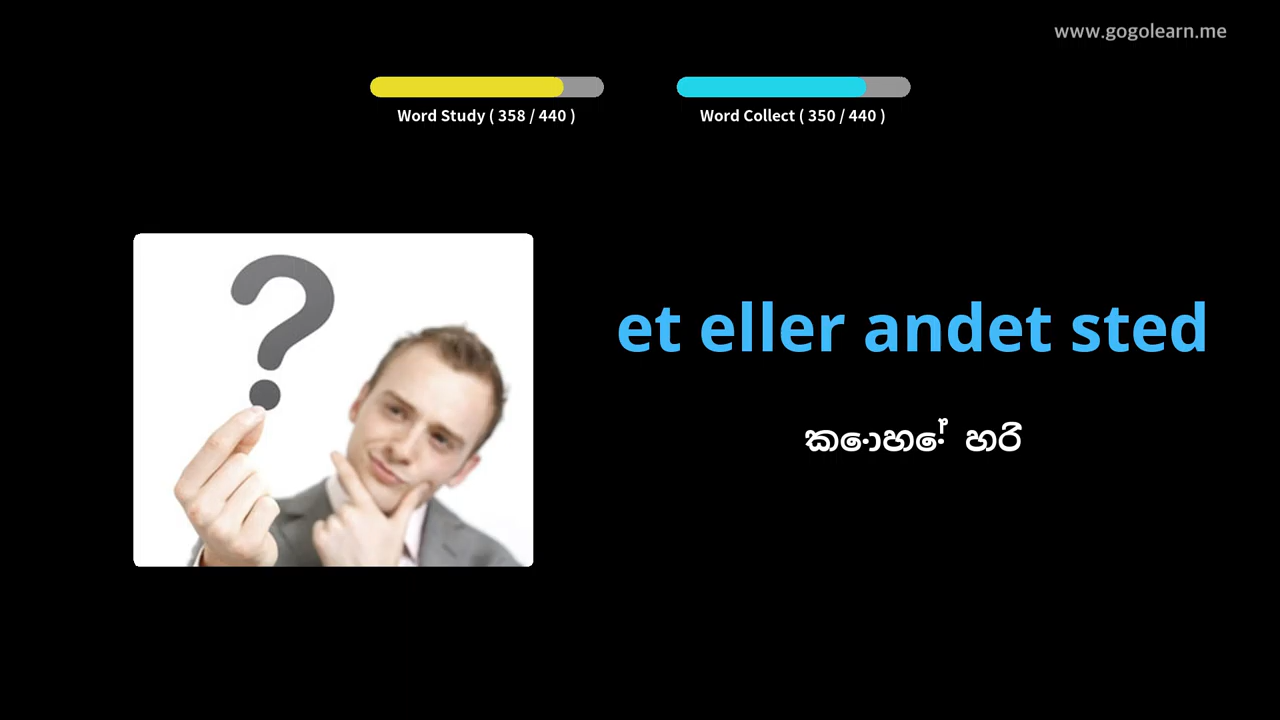 www.gogolearn.me
Word Study ( 358 / 440 )
Word Collect ( 350 / 440 )
et eller andet sted
කොහේ හරි